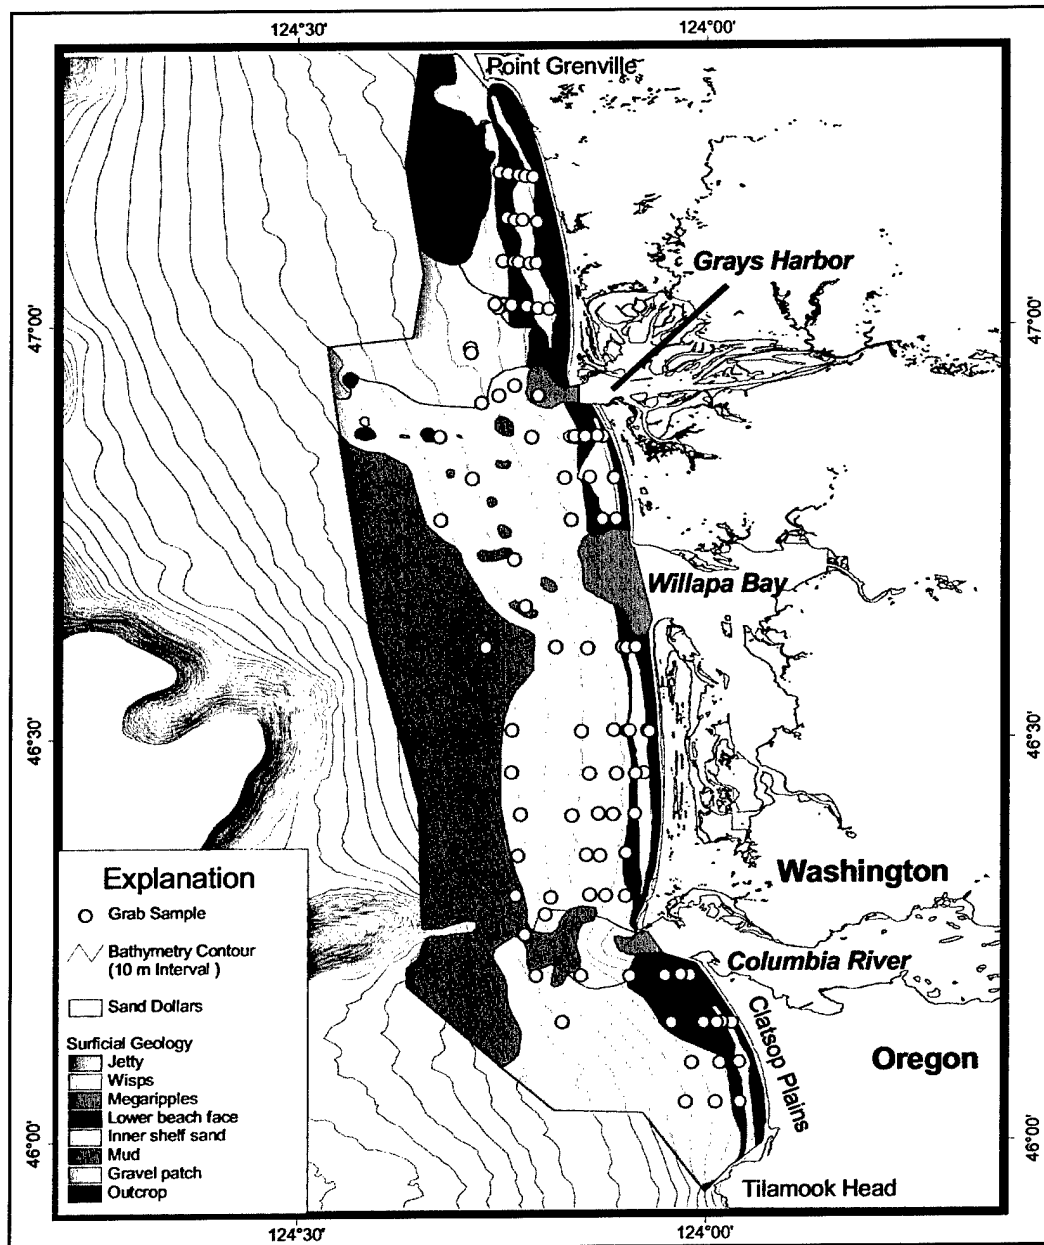 124°30'
124°00'
Point Grenville
Grays Harbor
47°00'
47°00'
Willapa Bay
46°30'
46°30'
Washington
Explanation
Grab Sample
Bathymetry Contour
(10 m Interval )
Sand Dollars
Surficial Geology
Jetty
Wisps
Megaripples
Lower beach face
Inner shelf sand
Mud
Gravel patch
Outcrop
Columbia River
Clatsop Plains
Oregon
46°00'
46°00'
Tilamook Head
124°30'
124°00'